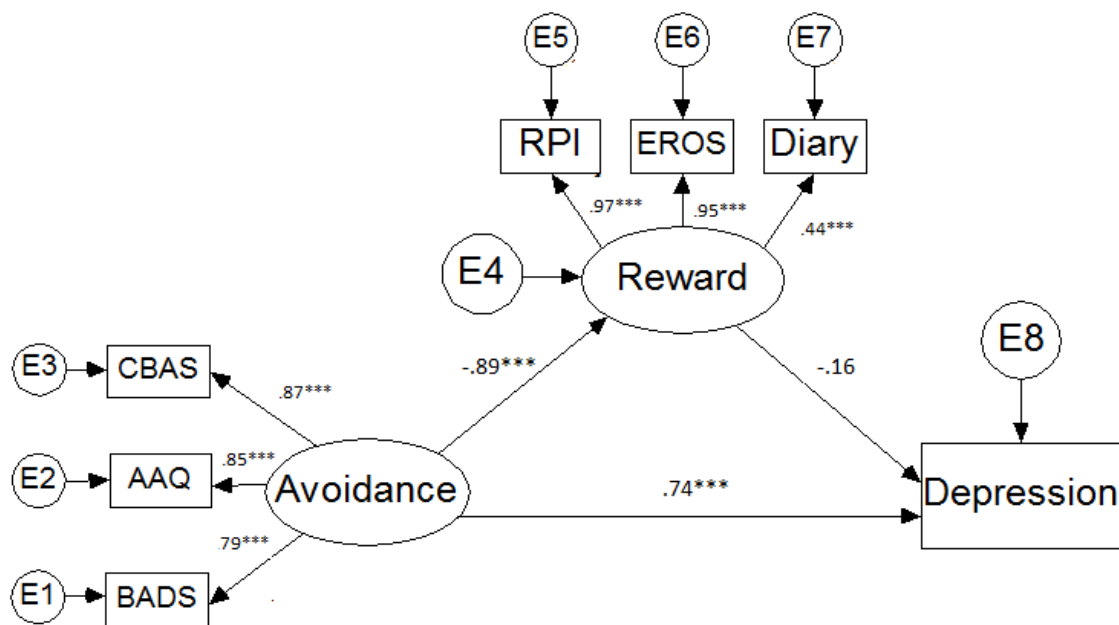 E5
E6
E7
RPI
EROS
Diary
.97***
.95***
.44***
E4
Reward
E8
E3
CBAS
.87***
-.89***
-.16
E2
AAQ
.85***
Avoidance
.74***
Depression
.79***
E1
BADS